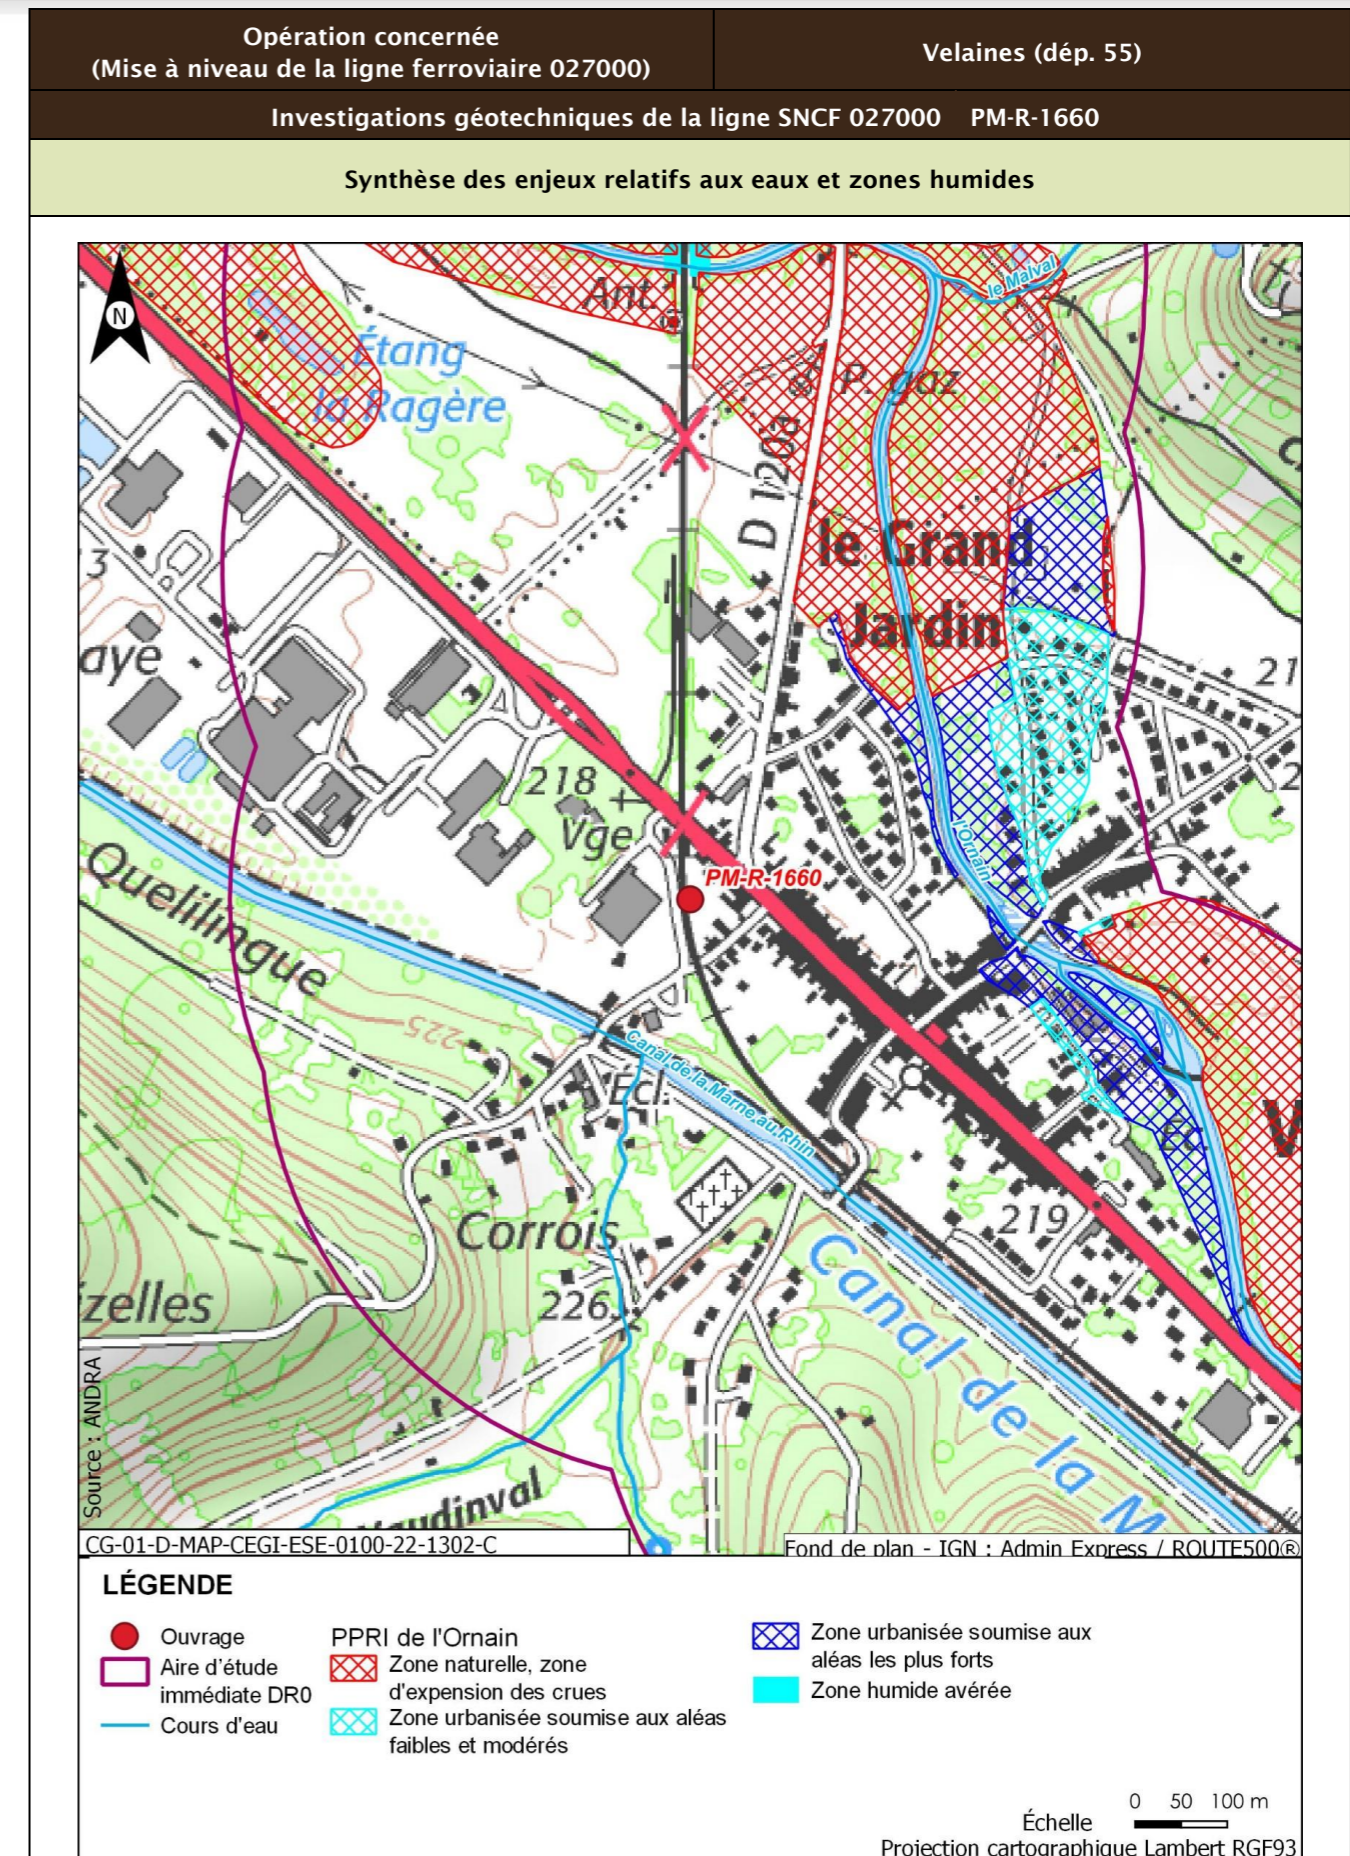 Opération concernée
(Mise à niveau de la ligne ferroviaire 027000)
Velaines (dép. 55)
Investigations géotechniques de la ligne SNCF 027000 PM-R-1660
Synthèse des enjeux relatifs aux eaux et zones humides
N
le Malval
Ant.
Étang
la Ragère
P. gaz
D 120a
le Grand
Jardin
3
aye
21
2
218
Vge
l'Ornain
PM-R-1660
Quelilingue
225
Canal de la Marne au Rhin
Écl.
V
Corrois
219
226
zelles
Canal de la M
Source : ANDRA
audinval
CG-01-D-MAP-CEGI-ESE-0100-22-1302-C
Fond de plan - IGN : Admin Express / ROUTE500®
LÉGENDE
Ouvrage
Aire d'étude
immédiate DR0
Cours d'eau
PPRI de l'Ornain
Zone naturelle, zone
d'expension des crues
Zone urbanisée soumise aux aléas
faibles et modérés
Zone urbanisée soumise aux
aléas les plus forts
Zone humide avérée
0 50 100 m
Échelle
Projection cartographique Lambert RGF93